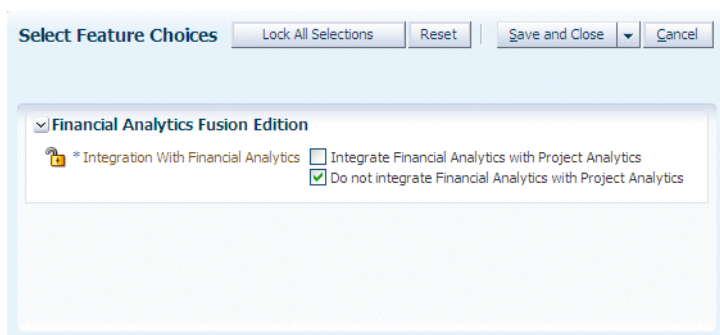 Select Feature Choices Lock All Selections Reset Save and Close Cancel
Financial Analytics Fusion Edition
* Integration With Financial Analytics Integrate Financial Analytics with Project Analytics
Do not integrate Financial Analytics with Project Analytics